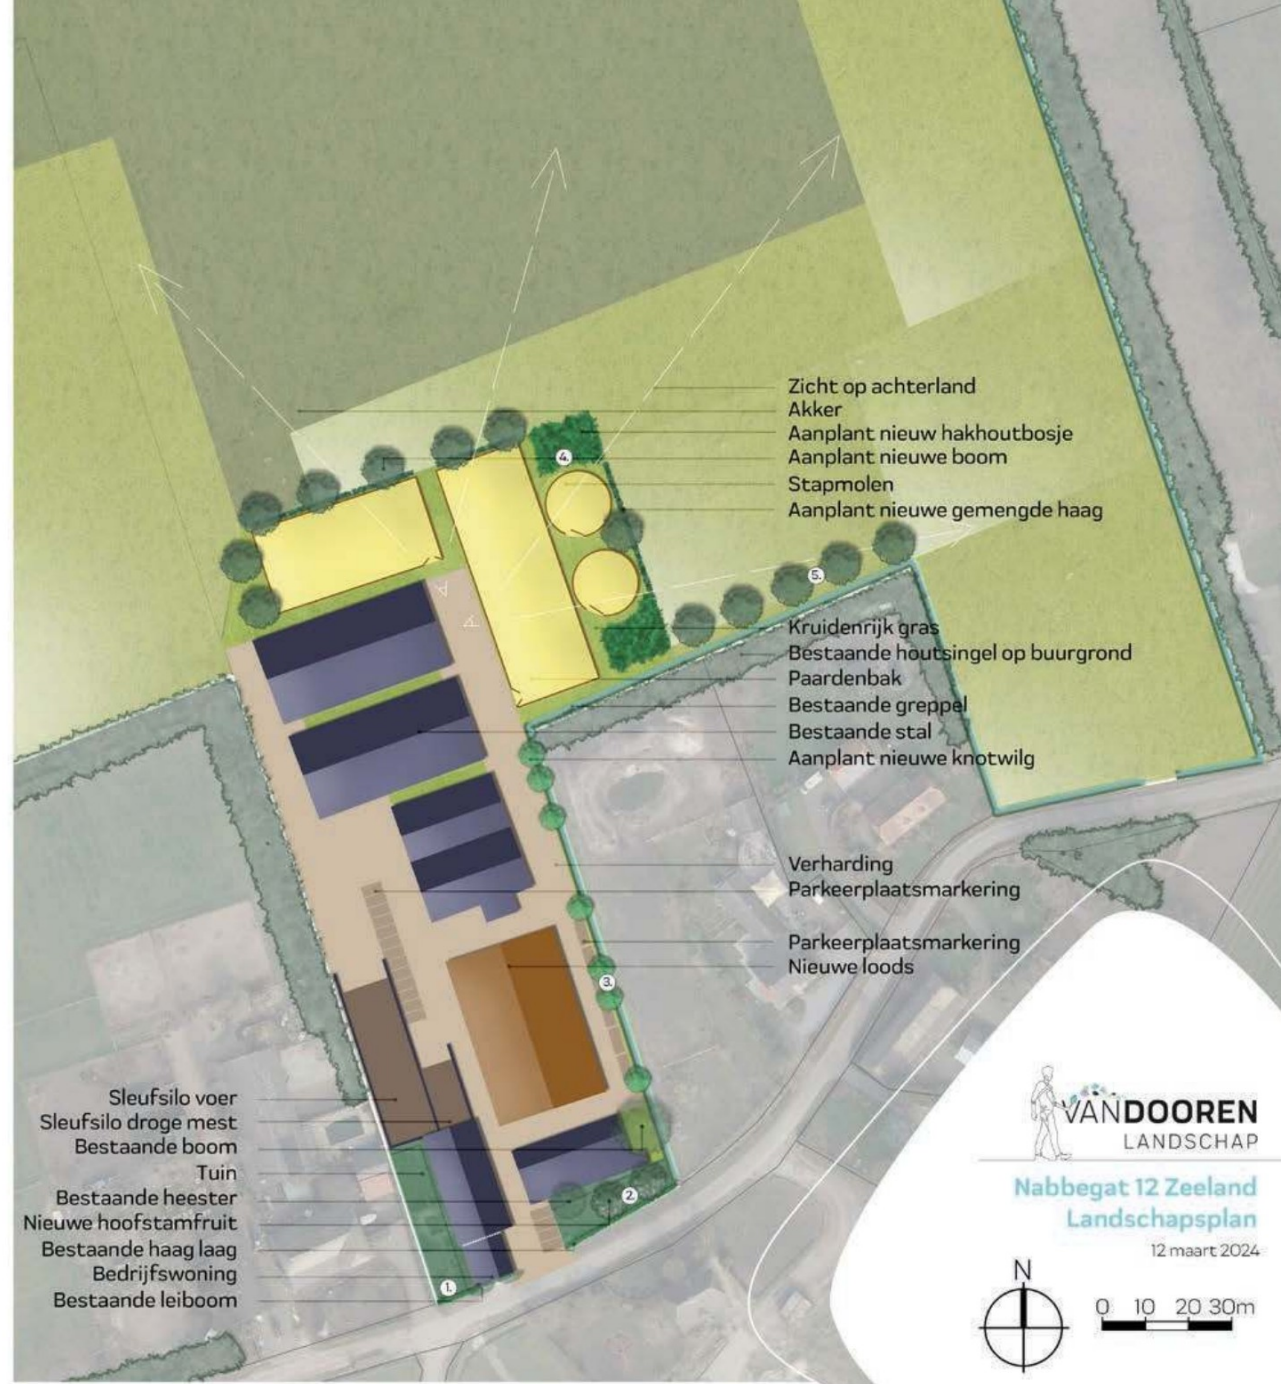 Zicht op achterland
Akker
Aanplant nieuw hakhoutbosje
Aanplant nieuwe boom
Stapmolen
Aanplant nieuwe gemengde haag
4.
5.
Kruidenrijk gras
Bestaande houtsingel op buurgrond
Paardenbak
Bestaande greppel
Bestaande stal
Aanplant nieuwe knotwilg
Verharding
Parkeerplaatsmarkering
Parkeerplaatsmarkering
Nieuwe loods
3.
Sleufsilo voer
Sleufsilo droge mest
Bestaande boom
Tuin
Bestaande heester
Nieuwe hoofstamfruit
Bestaande haag laag
Bedrijfswoning
Bestaande leiboom
2.
1.
VANDOOREN
LANDSCHAP
Nabbegat 12 Zeeland
Landschapsplan
12 maart 2024
N
0 10 20 30m